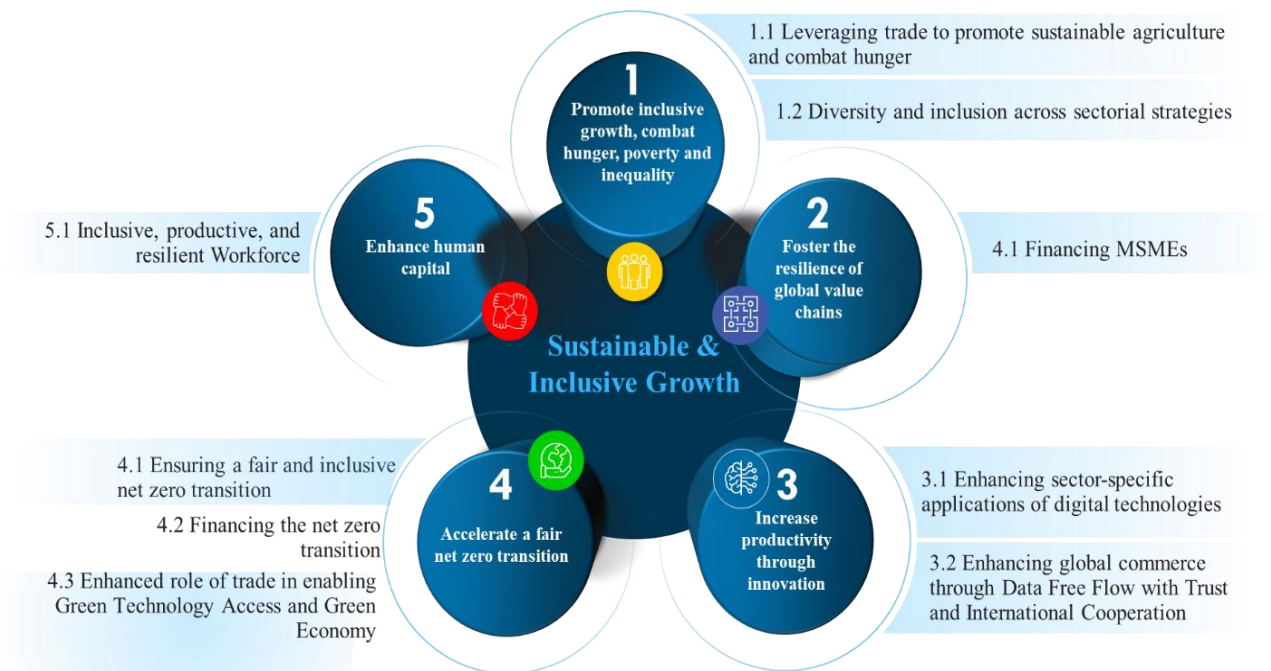 1.1 Leveraging trade to promote sustainable agriculture
and combat hunger
1.2 Diversity and inclusion across sectorial strategies
1
Promote inclusive
growth, combat
hunger, poverty and
inequality
2
Foster the
resilience of
global value
chains
4.1 Financing MSMEs
3
Increase
productivity
through
innovation
3.1 Enhancing sector-specific
applications of digital technologies
3.2 Enhancing global commerce
through Data Free Flow with Trust
and International Cooperation
4
Accelerate a fair
net zero transition
4.1 Ensuring a fair and inclusive
net zero transition
4.2 Financing the net zero
transition
4.3 Enhanced role of trade in enabling
Green Technology Access and Green
Economy
5
Enhance human
capital
5.1 Inclusive, productive, and
resilient Workforce
Sustainable &
Inclusive Growth